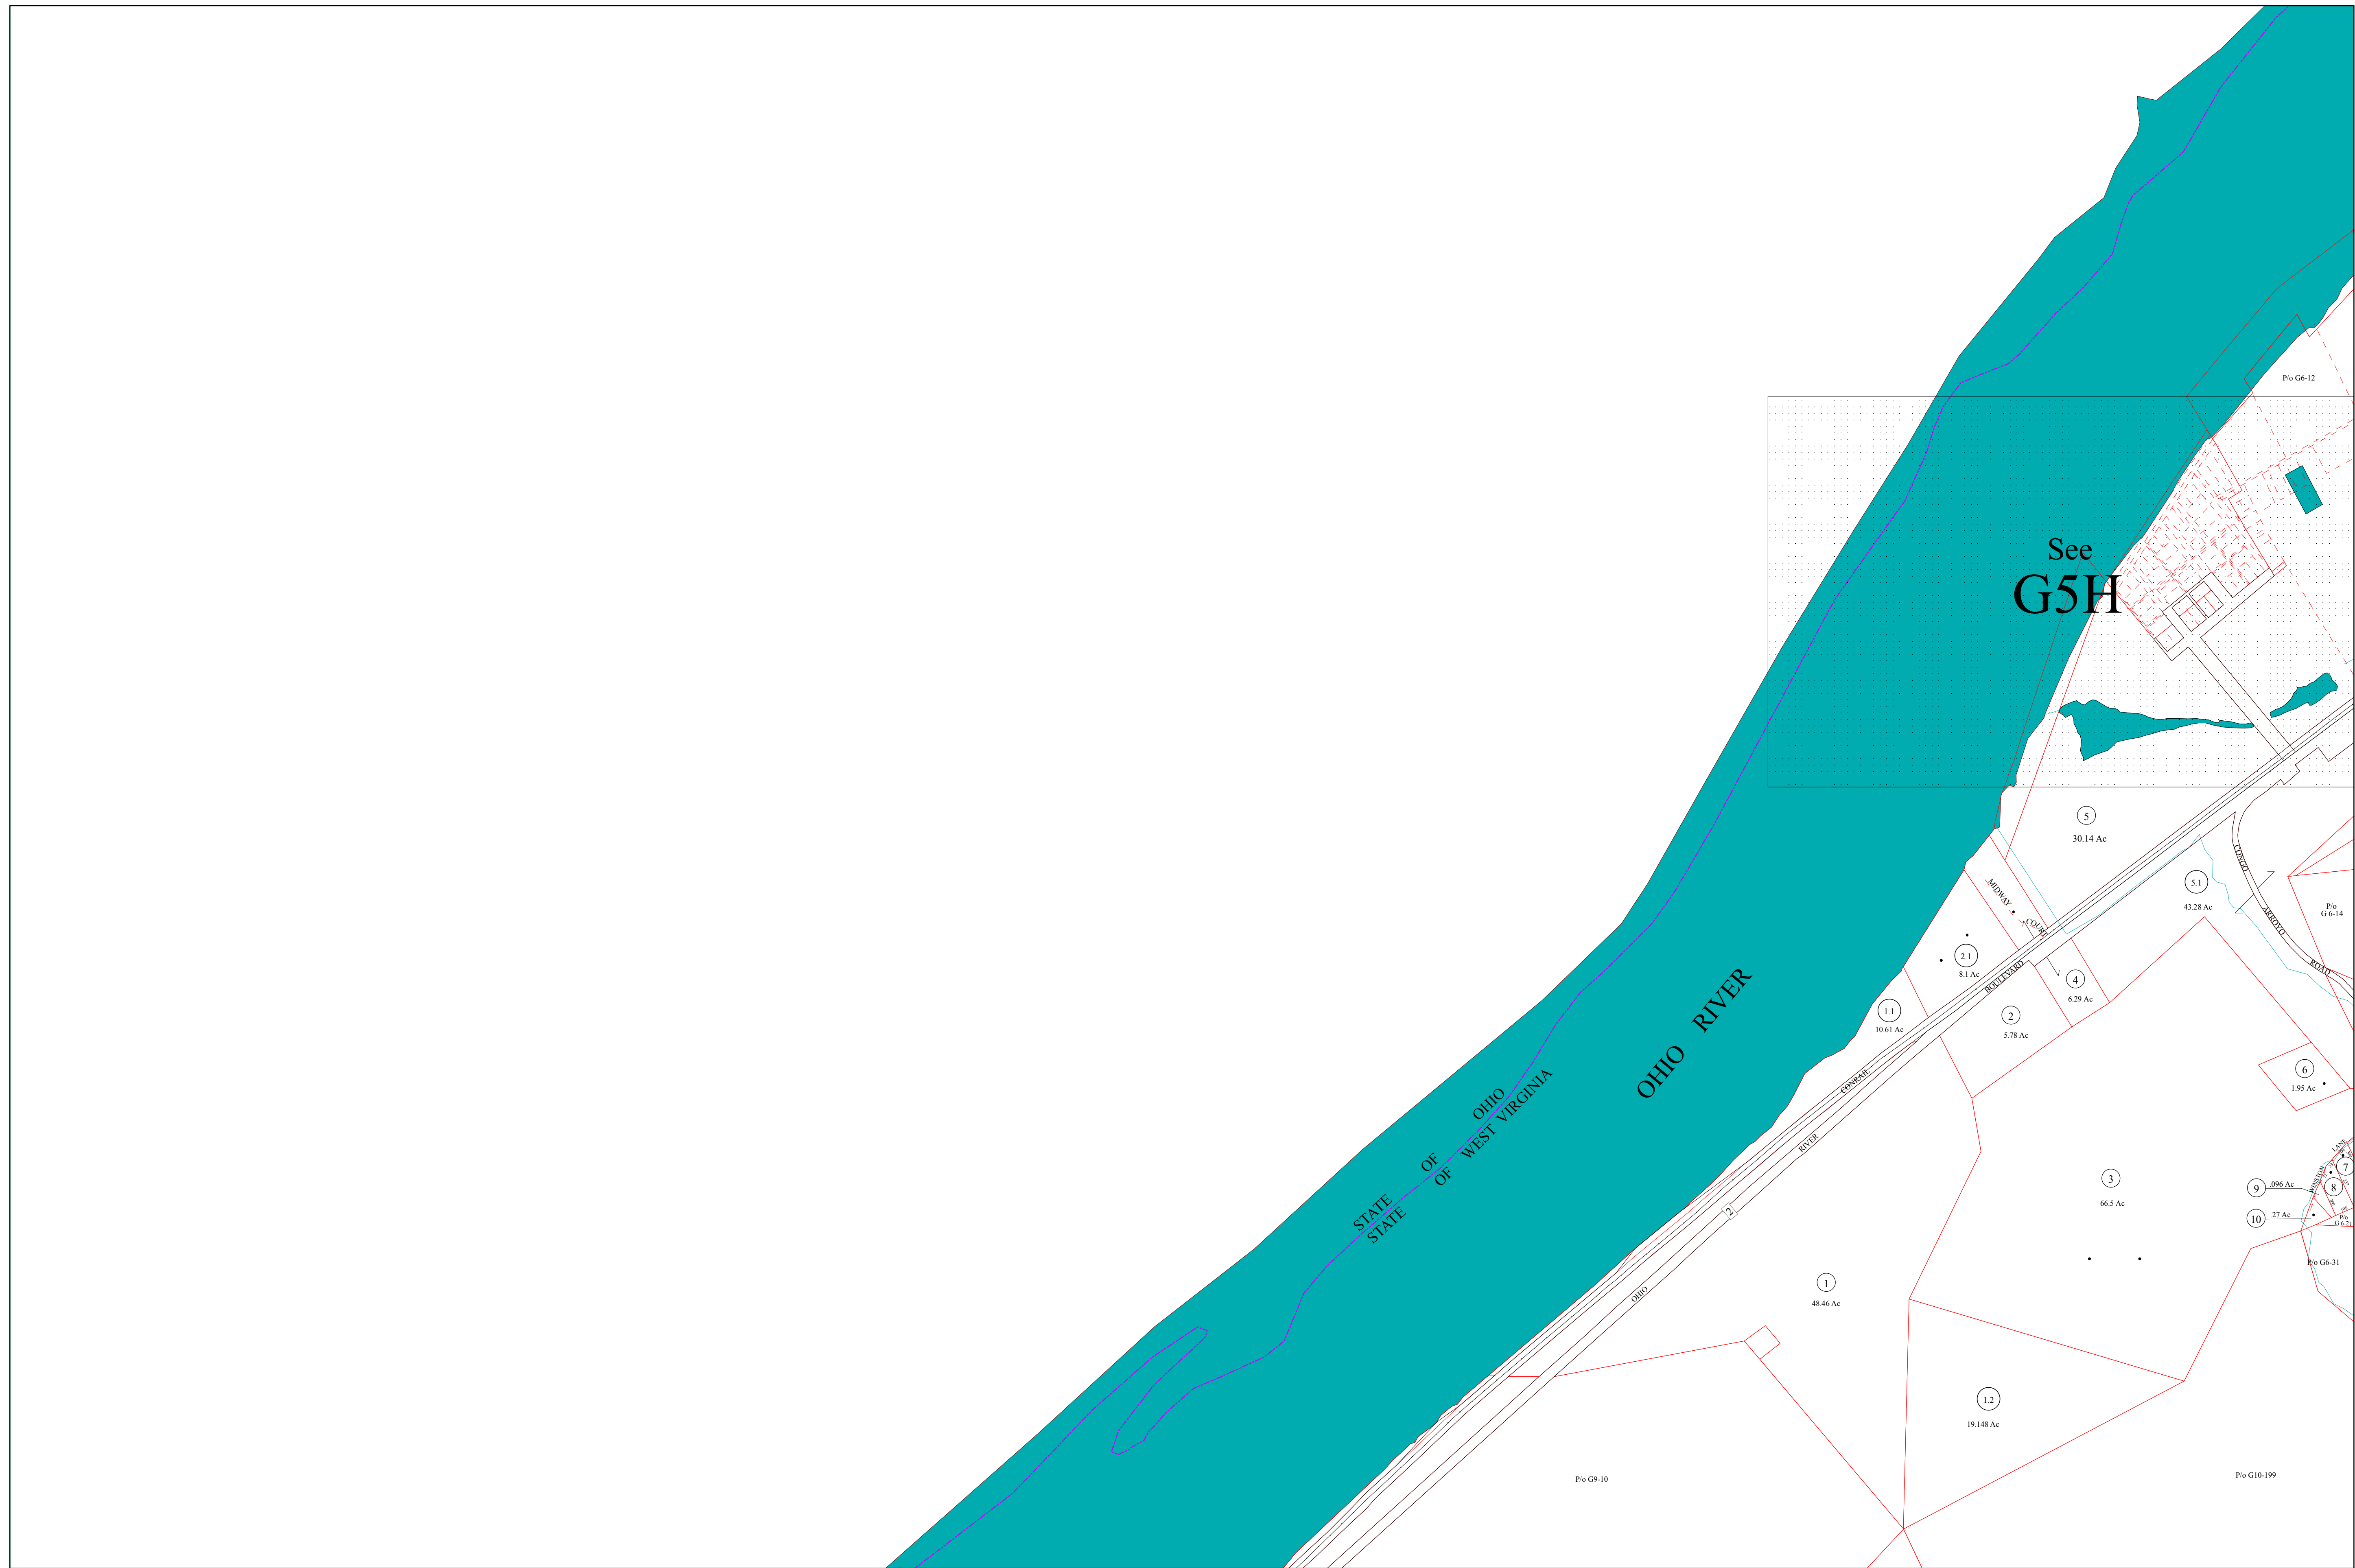 P/o G6-12
See
G5H
5
30.14 Ac
CONGO
ARROYO
ROAD
5.1
43.28 Ac
P/o
G 6-14
MIDWAY
COURT
2.1
8.1 Ac
BOULEVARD
4
6.29 Ac
1.1
10.61 Ac
2
5.78 Ac
OHIO RIVER
CONRAIL
RIVER
2
OHIO
STATE OF OHIO
STATE OF WEST VIRGINIA
6
1.95 Ac
WINSTON
LANE
7
8
9
.096 Ac
10
.27 Ac
P/o
G 6-21
3
66.5 Ac
P/o G6-31
1
48.46 Ac
1.2
19.148 Ac
P/o G9-10
P/o G10-199